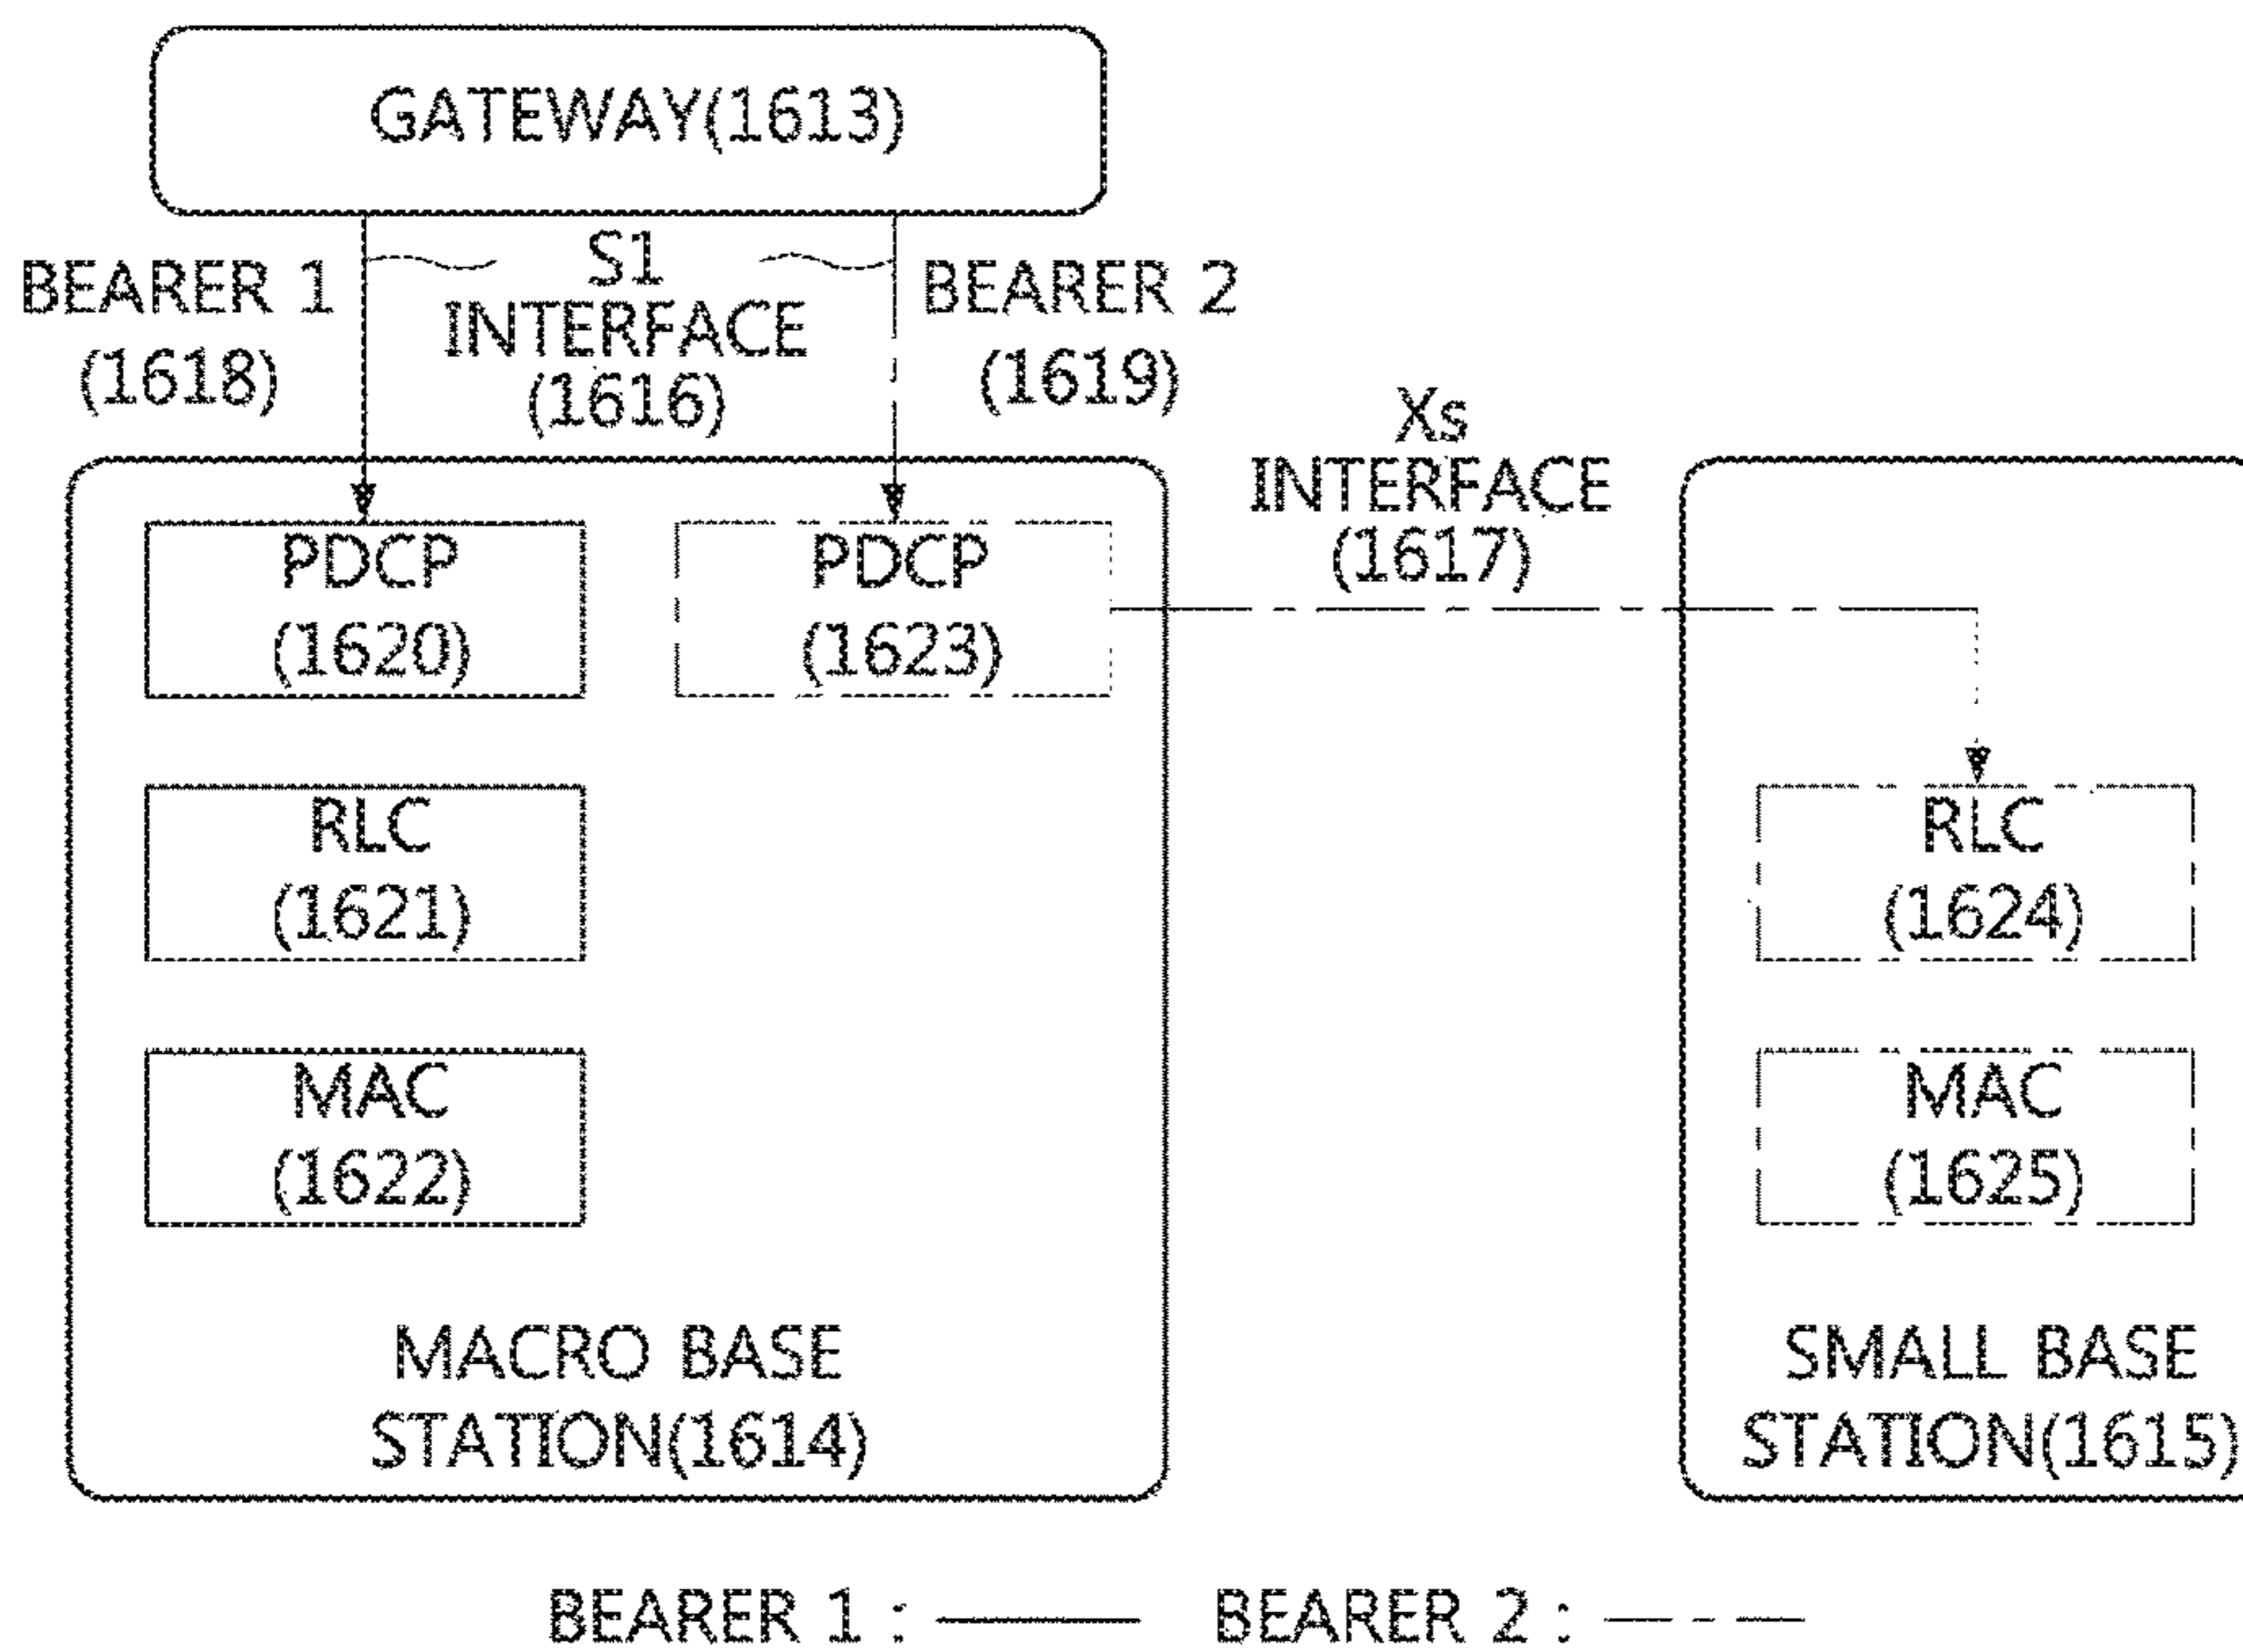 GATEWAY(1613)
BEARER 1
(1618)
S1
INTERFACE
(1616)
BEARER 2
(1619)
Xs
INTERFACE
(1617)
PDCP
(1620)
PDCP
(1623)
RLC
(1621)
RLC
(1624)
MAC
(1622)
MAC
(1625)
MACRO BASE
STATION(1614)
SMALL BASE
STATION(1615)
BEARER 1 :
BEARER 2 :